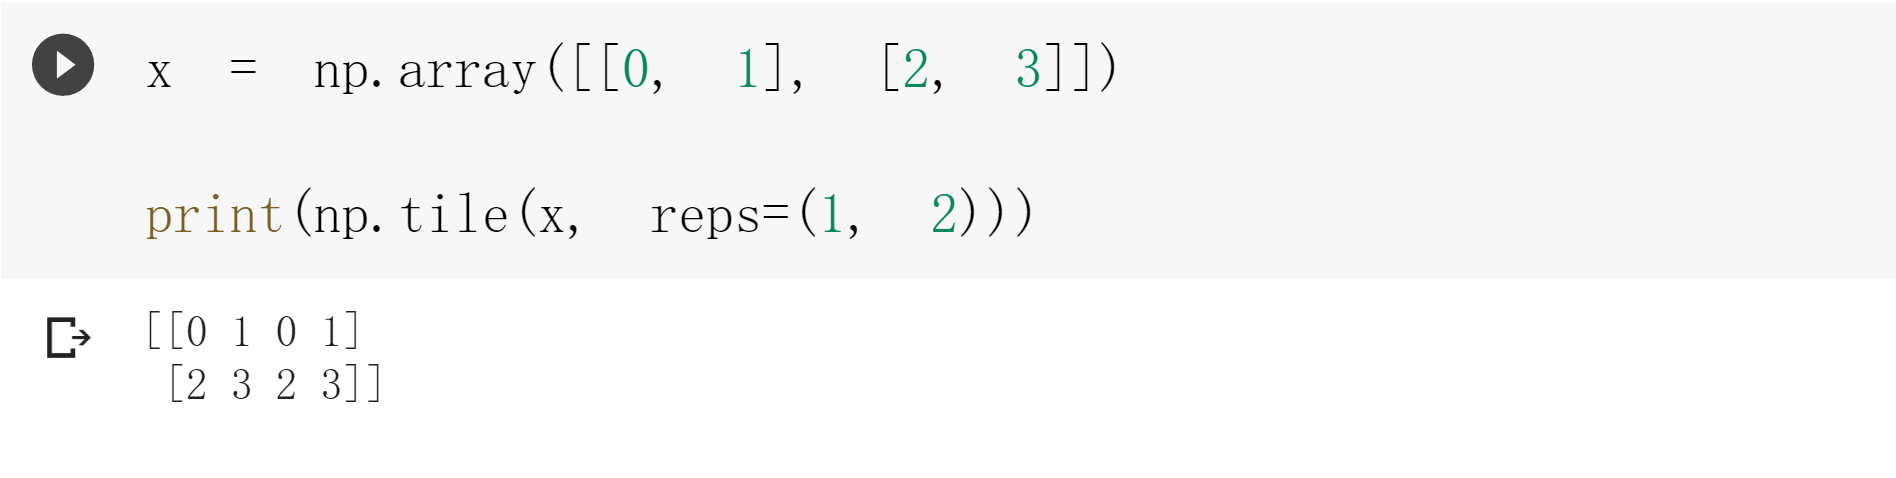 x = np.array([[0, 1], [2, 3]])
print(np.tile(x, reps=(1, 2)))
[[0 1 0 1]
 [2 3 2 3]]